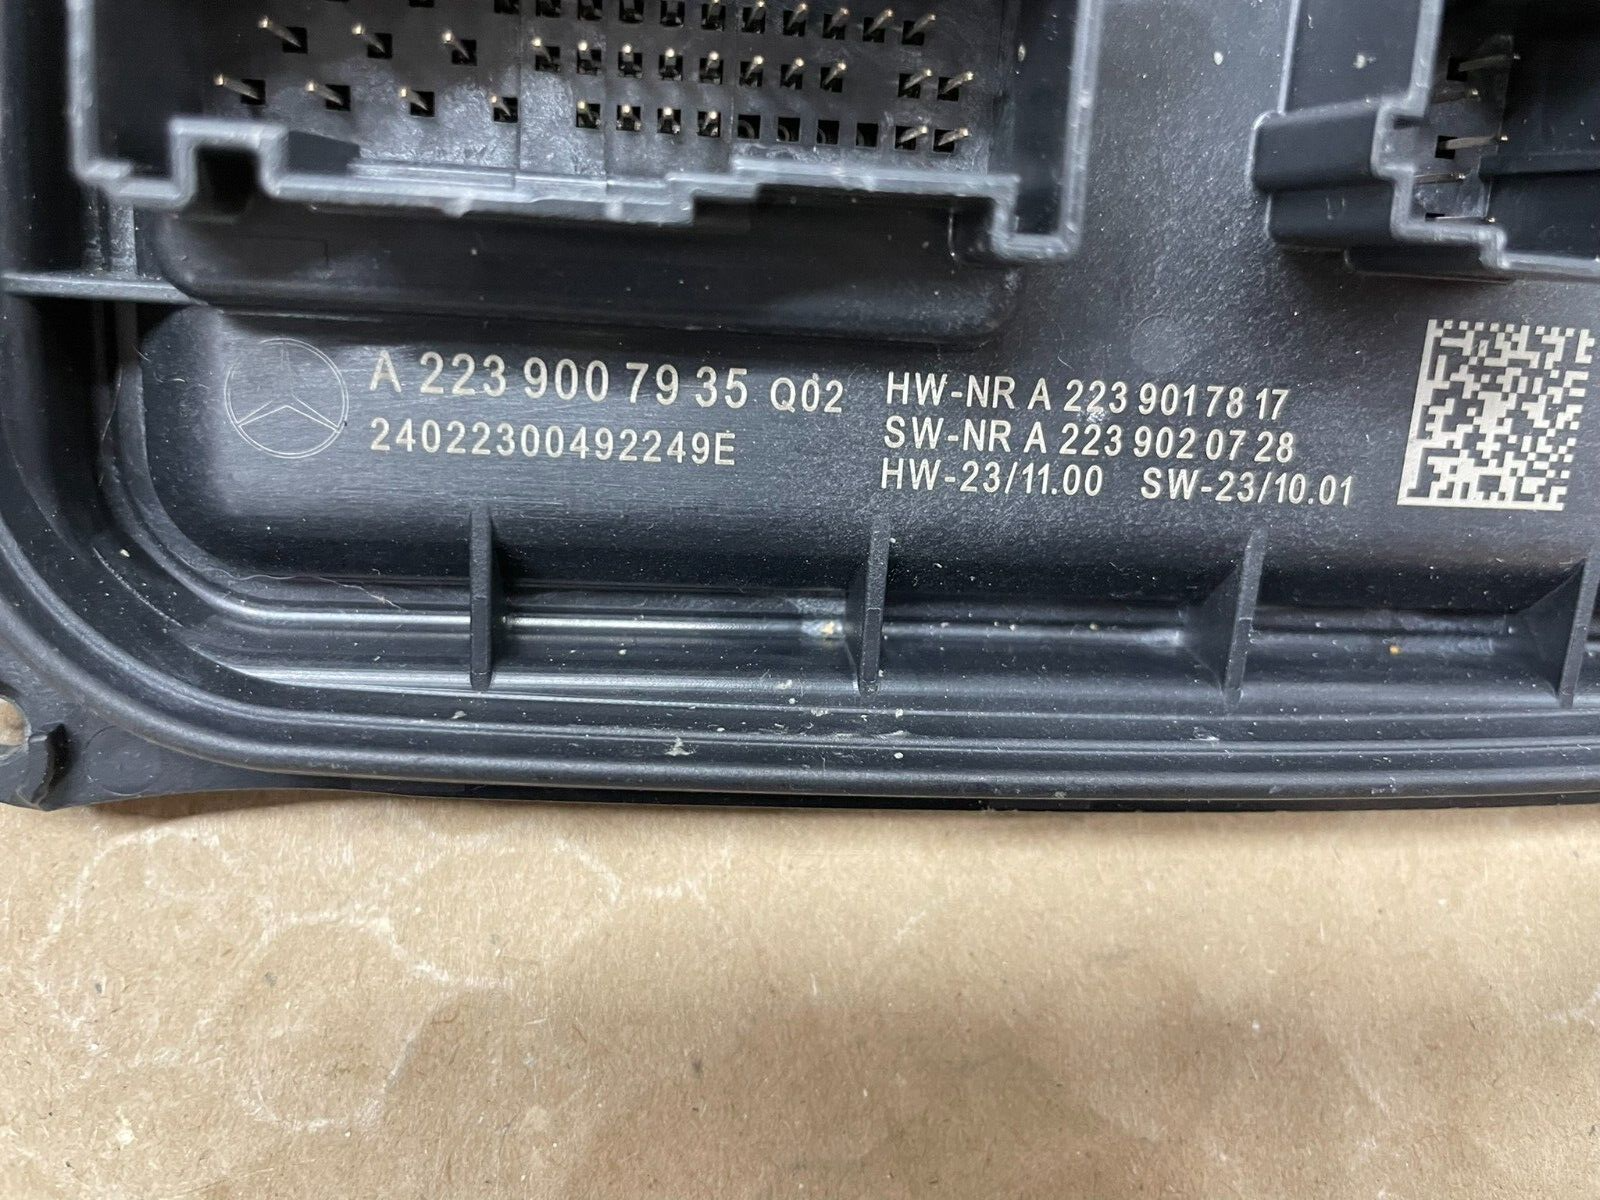 A 223 900 79 35 Q02
24022300492249E
HW-NR A 223 901 78 17
SW-NR A 223 902 07 28
HW-23/11.00 SW-23/10.01